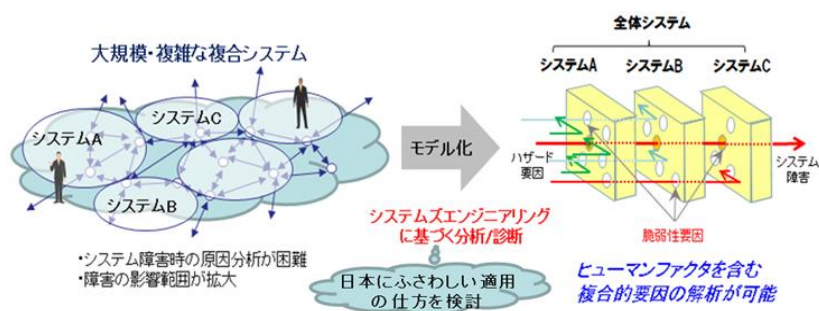 大規模・複雑な複合システム
システムA
システムC
システムB
・システム障害時の原因分析が困難
・障害の影響範囲が拡大
モデル化
システムズエンジニアリング
に基づく分析/診断
日本にふさわしい適用
の仕方を検討
全体システム
システムA
システムB
システムC
ハザード
要因
システム
障害
脆弱性要因
ヒューマンファクタを含む
複合的要因の解析が可能